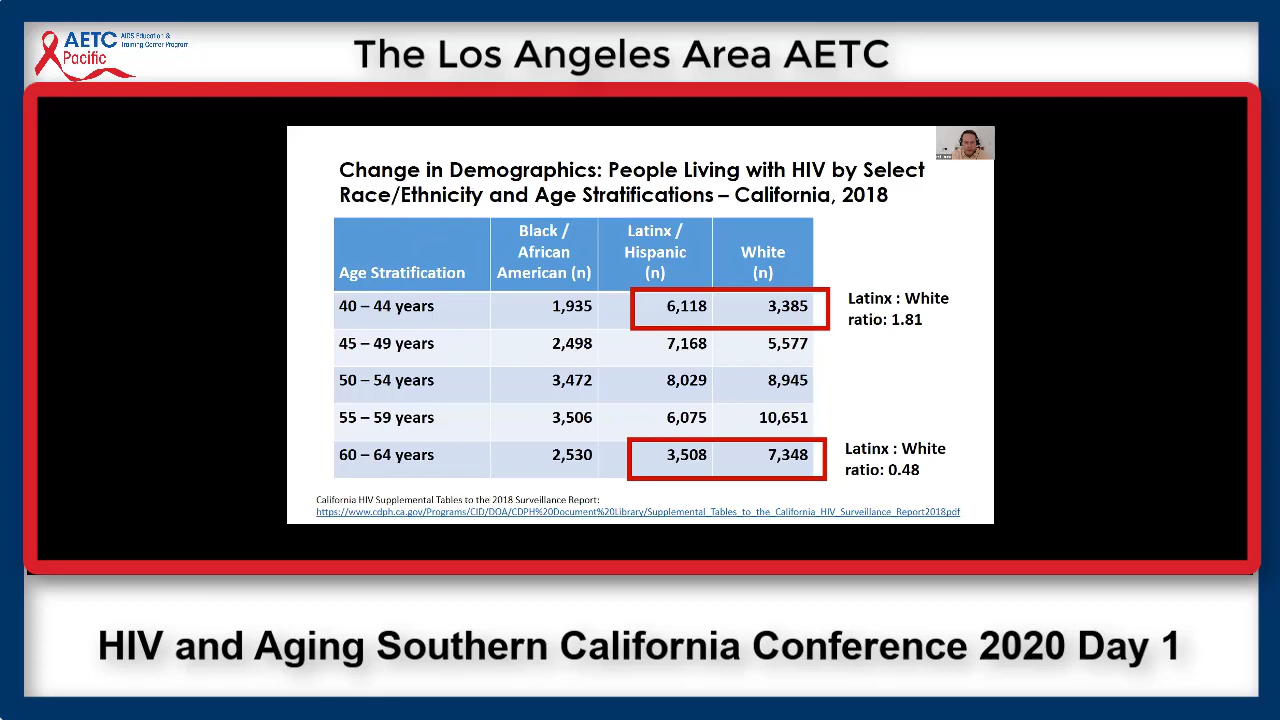 AETC
AIDS Education &
Training Center Program
Pacific
The Los Angeles Area AETC
Change in Demographics: People Living with HIV by Select
Race/Ethnicity and Age Stratifications – California, 2018
Age Stratification
Black /
African
American (n)
Latinx /
Hispanic
(n)
White
(n)
40 – 44 years 1,935 6,118 3,385
Latinx : White
ratio: 1.81
45 – 49 years 2,498 7,168 5,577
50 – 54 years 3,472 8,029 8,945
55 – 59 years 3,506 6,075 10,651
60 – 64 years 2,530 3,508 7,348
Latinx : White
ratio: 0.48
California HIV Supplemental Tables to the 2018 Surveillance Report:
https://www.cdph.ca.gov/Programs/CID/DOA/CDPH%20Document%20Library/Supplemental_Tables_to_the_California_HIV_Surveillance_Report2018.pdf
HIV and Aging Southern California Conference 2020 Day 1